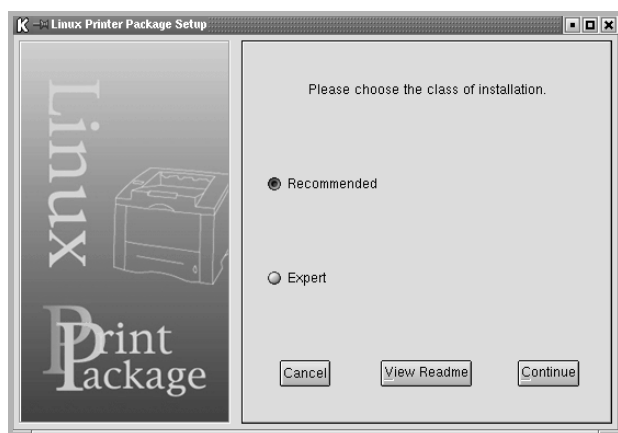 Linux Printer Package Setup
Linux
Print
Package
Please choose the class of installation.
Recommended
Expert
Cancel
View Readme
Continue